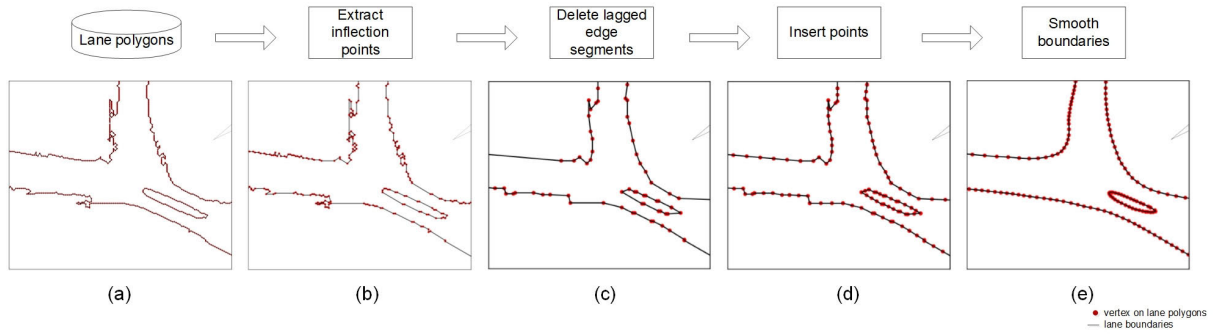 Lane polygons
Extract
inflection
points
Delete lagged
edge
segments
Insert points
Smooth
boundaries
(a)
(b)
(c)
(d)
(e)
vertex on lane polygons
lane boundaries